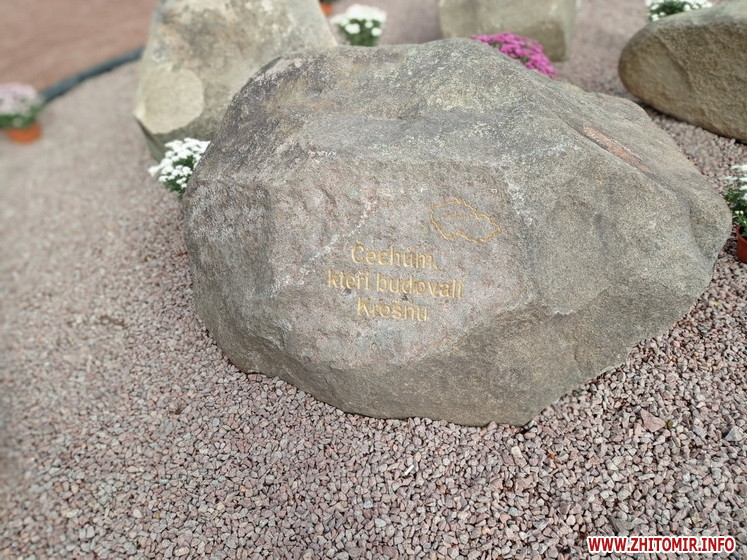 Čechům,
kteří budovali
Krošnu
WWW.ZHITOMIR.INFO